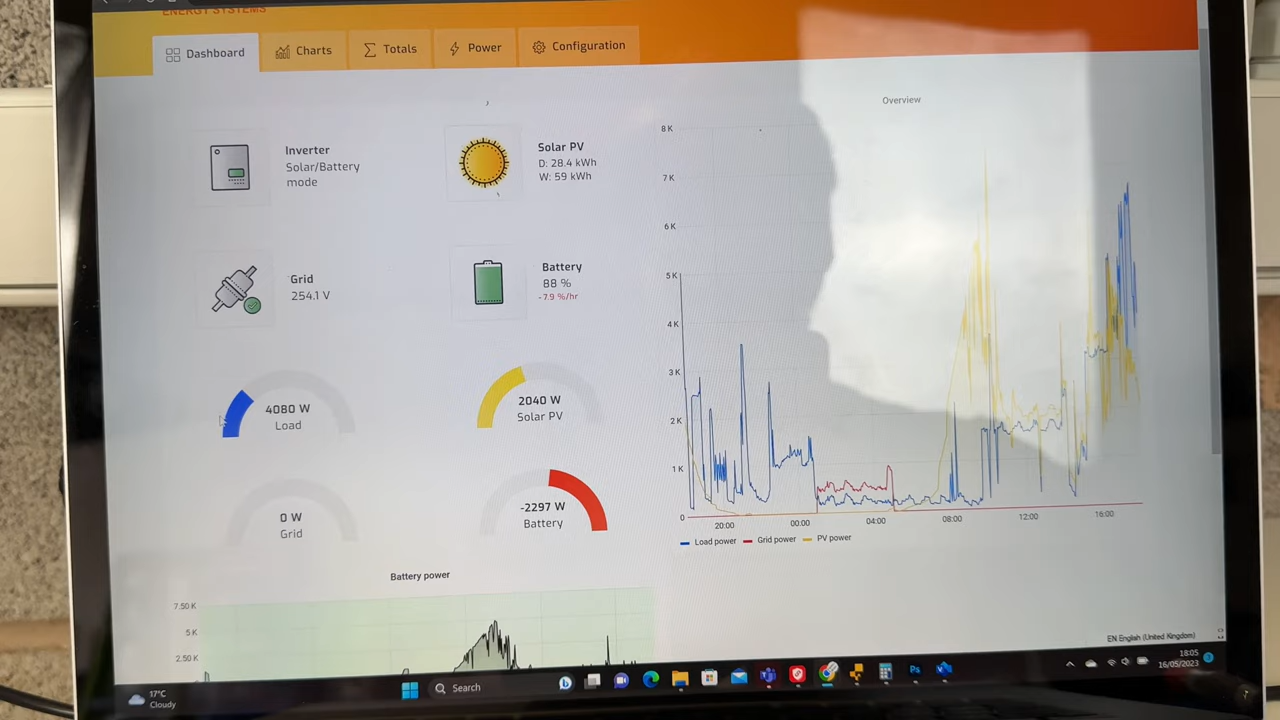 ENERGY SYSTEMS
Dashboard
Charts
Totals
Power
Configuration
Inverter
Solar/Battery
mode
Solar PV
D: 28.4 kWh
W: 59 kWh
Grid
254.1 V
Battery
88 %
-7.9 %/hr
4080 W
Load
2040 W
Solar PV
0 W
Grid
-2297 W
Battery
Overview
8 K
7 K
6 K
5 K
4 K
3 K
2 K
1 K
0
20:00
00:00
04:00
08:00
12:00
16:00
Load power
Grid power
PV power
Battery power
7.50 K
5 K
2.50 K
EN English (United Kingdom)
17°C
Cloudy
Search
Ps
18:05
16/05/2023